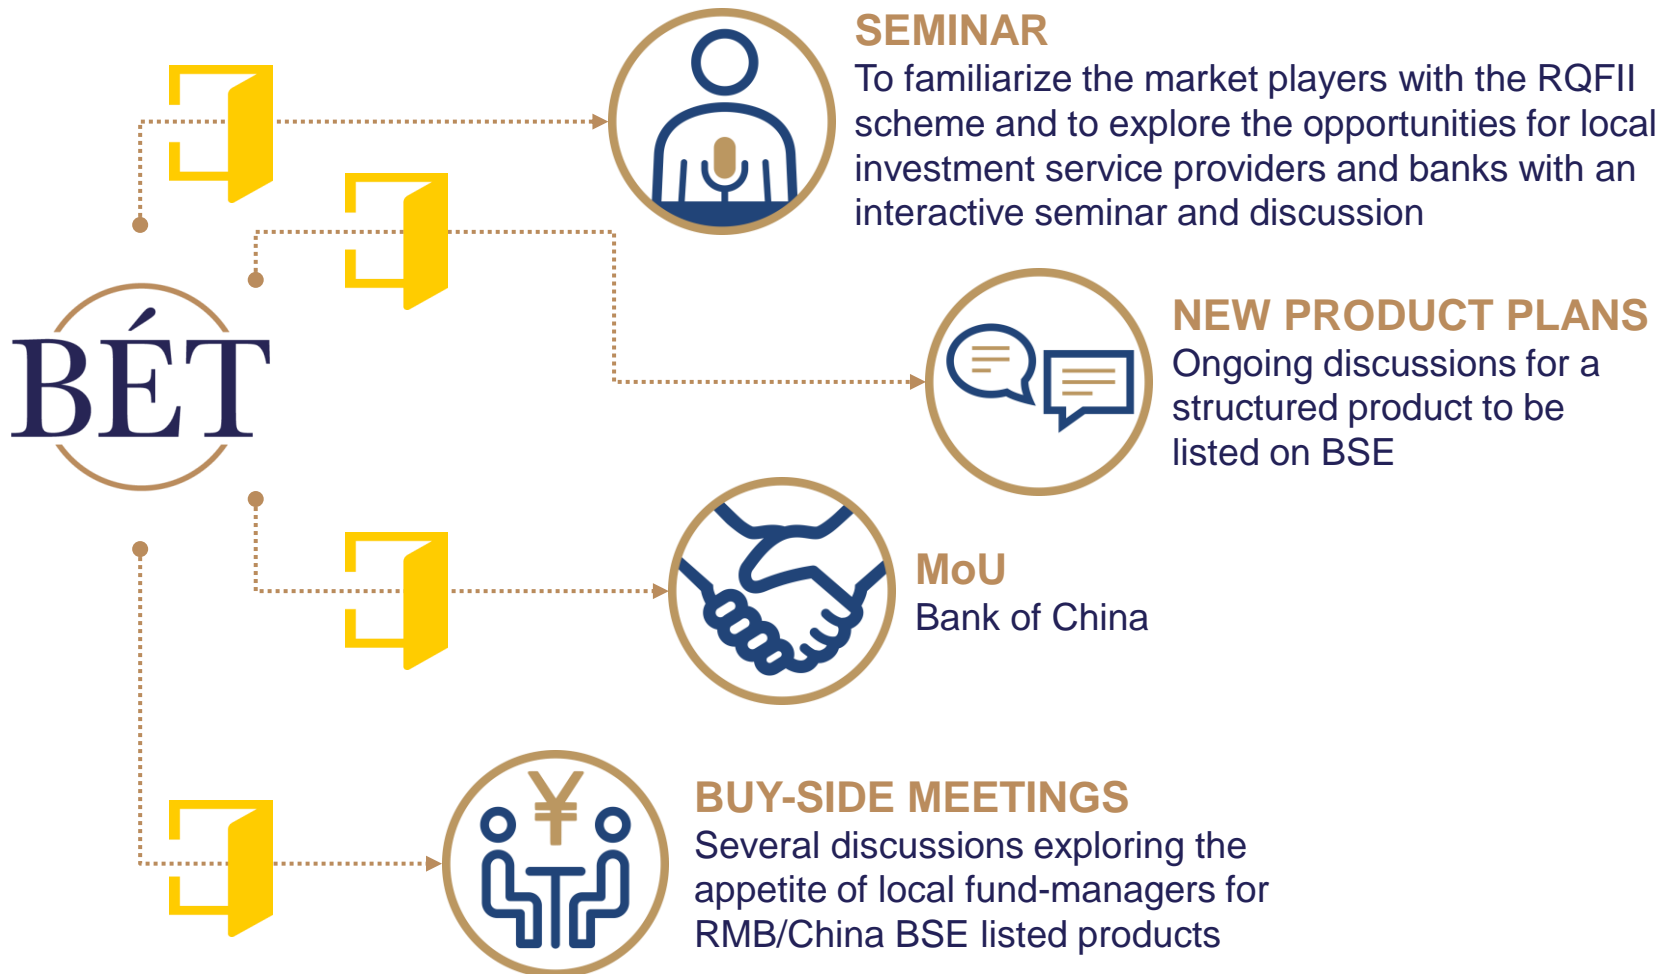 SEMINAR
To familiarize the market players with the RQFII
scheme and to explore the opportunities for local
investment service providers and banks with an
interactive seminar and discussion
BÉT
NEW PRODUCT PLANS
Ongoing discussions for a
structured product to be
listed on BSE
MoU
Bank of China
¥
BUY-SIDE MEETINGS
Several discussions exploring the
appetite of local fund-managers for
RMB/China BSE listed products